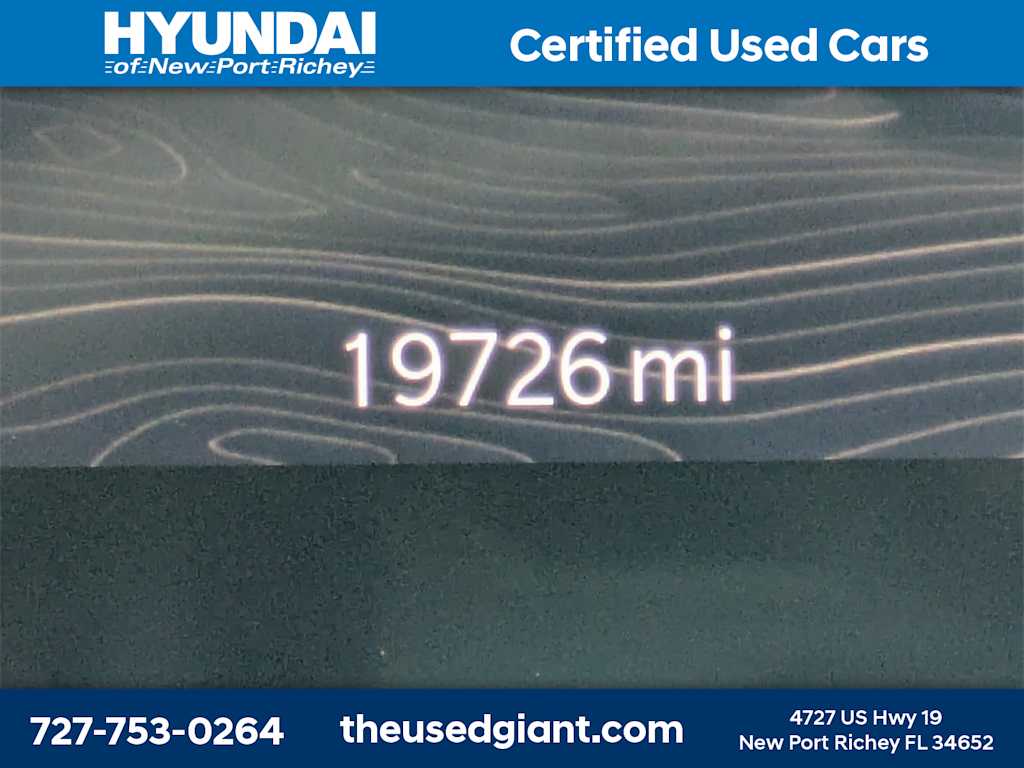 HYUNDAI
of New Port Richey
Certified Used Cars
19726 mi
727-753-0264
theusedgiant.com
4727 US Hwy 19
New Port Richey FL 34652